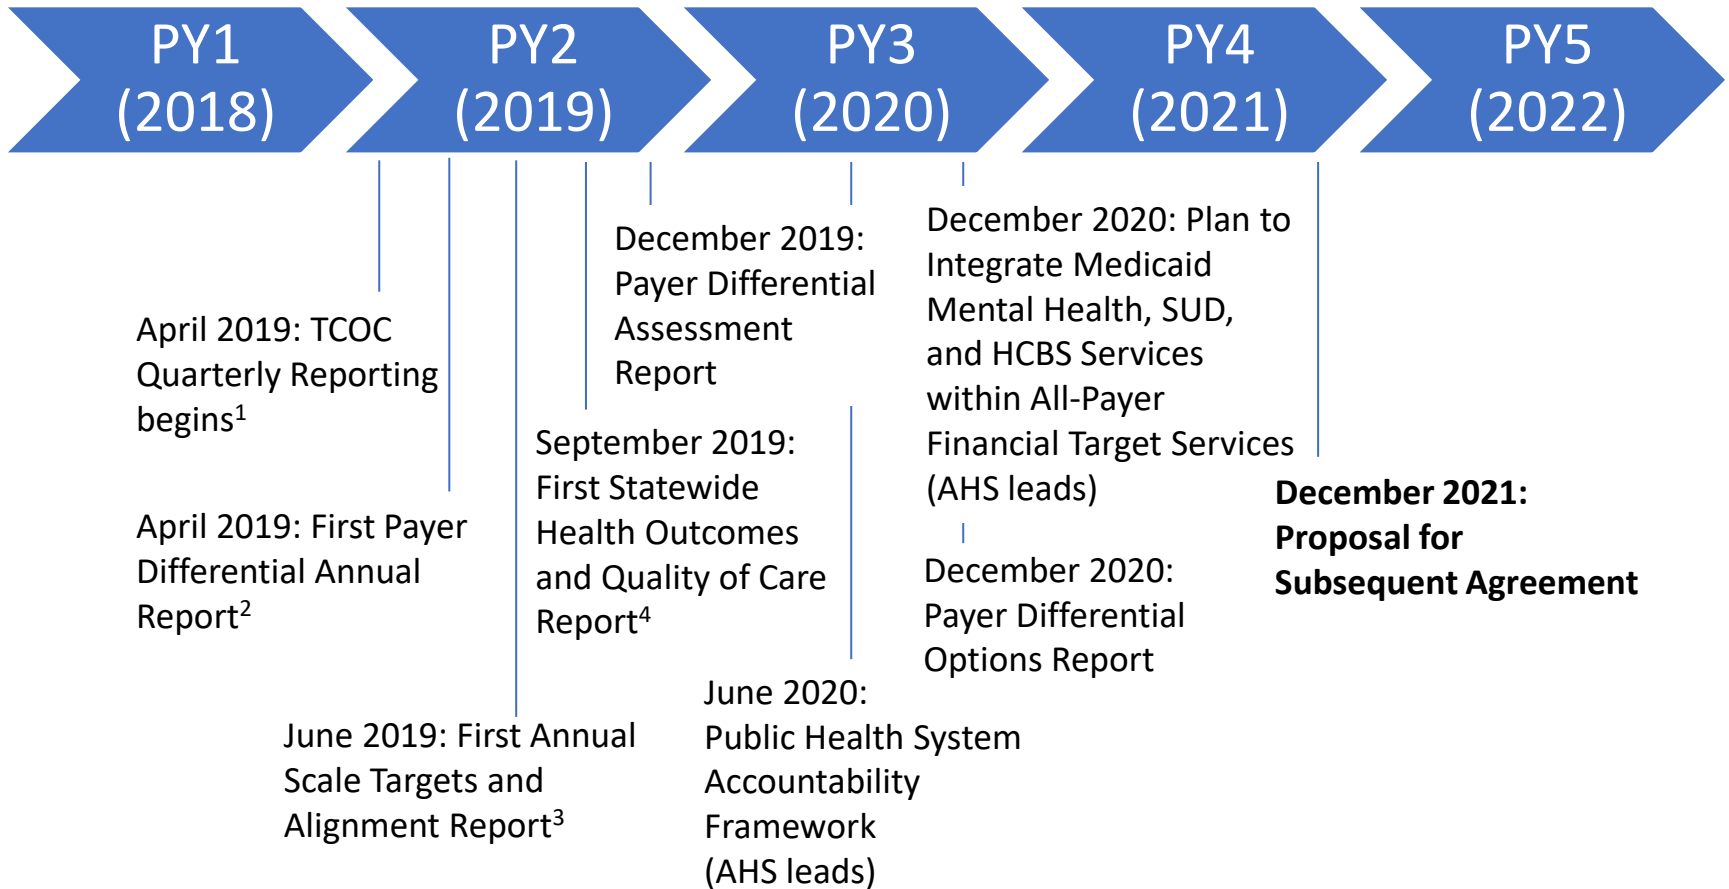 PY1
(2018)
PY2
(2019)
PY3
(2020)
PY4
(2021)
PY5
(2022)
April 2019: TCOC
Quarterly Reporting
begins¹
April 2019: First Payer
Differential Annual
Report²
June 2019: First Annual
Scale Targets and
Alignment Report³
September 2019:
First Statewide
Health Outcomes
and Quality of Care
Report⁴
December 2019:
Payer Differential
Assessment
Report
June 2020:
Public Health System
Accountability
Framework
(AHS leads)
December 2020: Plan to
Integrate Medicaid
Mental Health, SUD,
and HCBS Services
within All-Payer
Financial Target Services
(AHS leads)
December 2020:
Payer Differential
Options Report
December 2021:
Proposal for
Subsequent Agreement